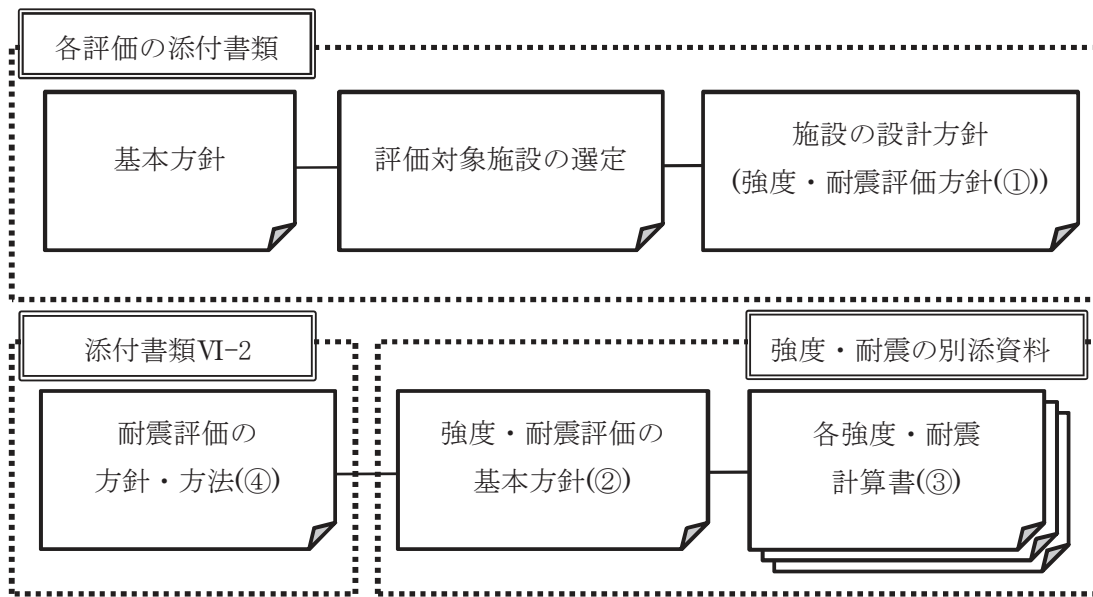 各評価の添付書類
基本方針
評価対象施設の選定
施設の設計方針
(強度・耐震評価方針(①))
添付書類Ⅵ-2
強度・耐震の別添資料
耐震評価の
方針・方法(④)
強度・耐震評価の
基本方針(②)
各強度・耐震
計算書(③)